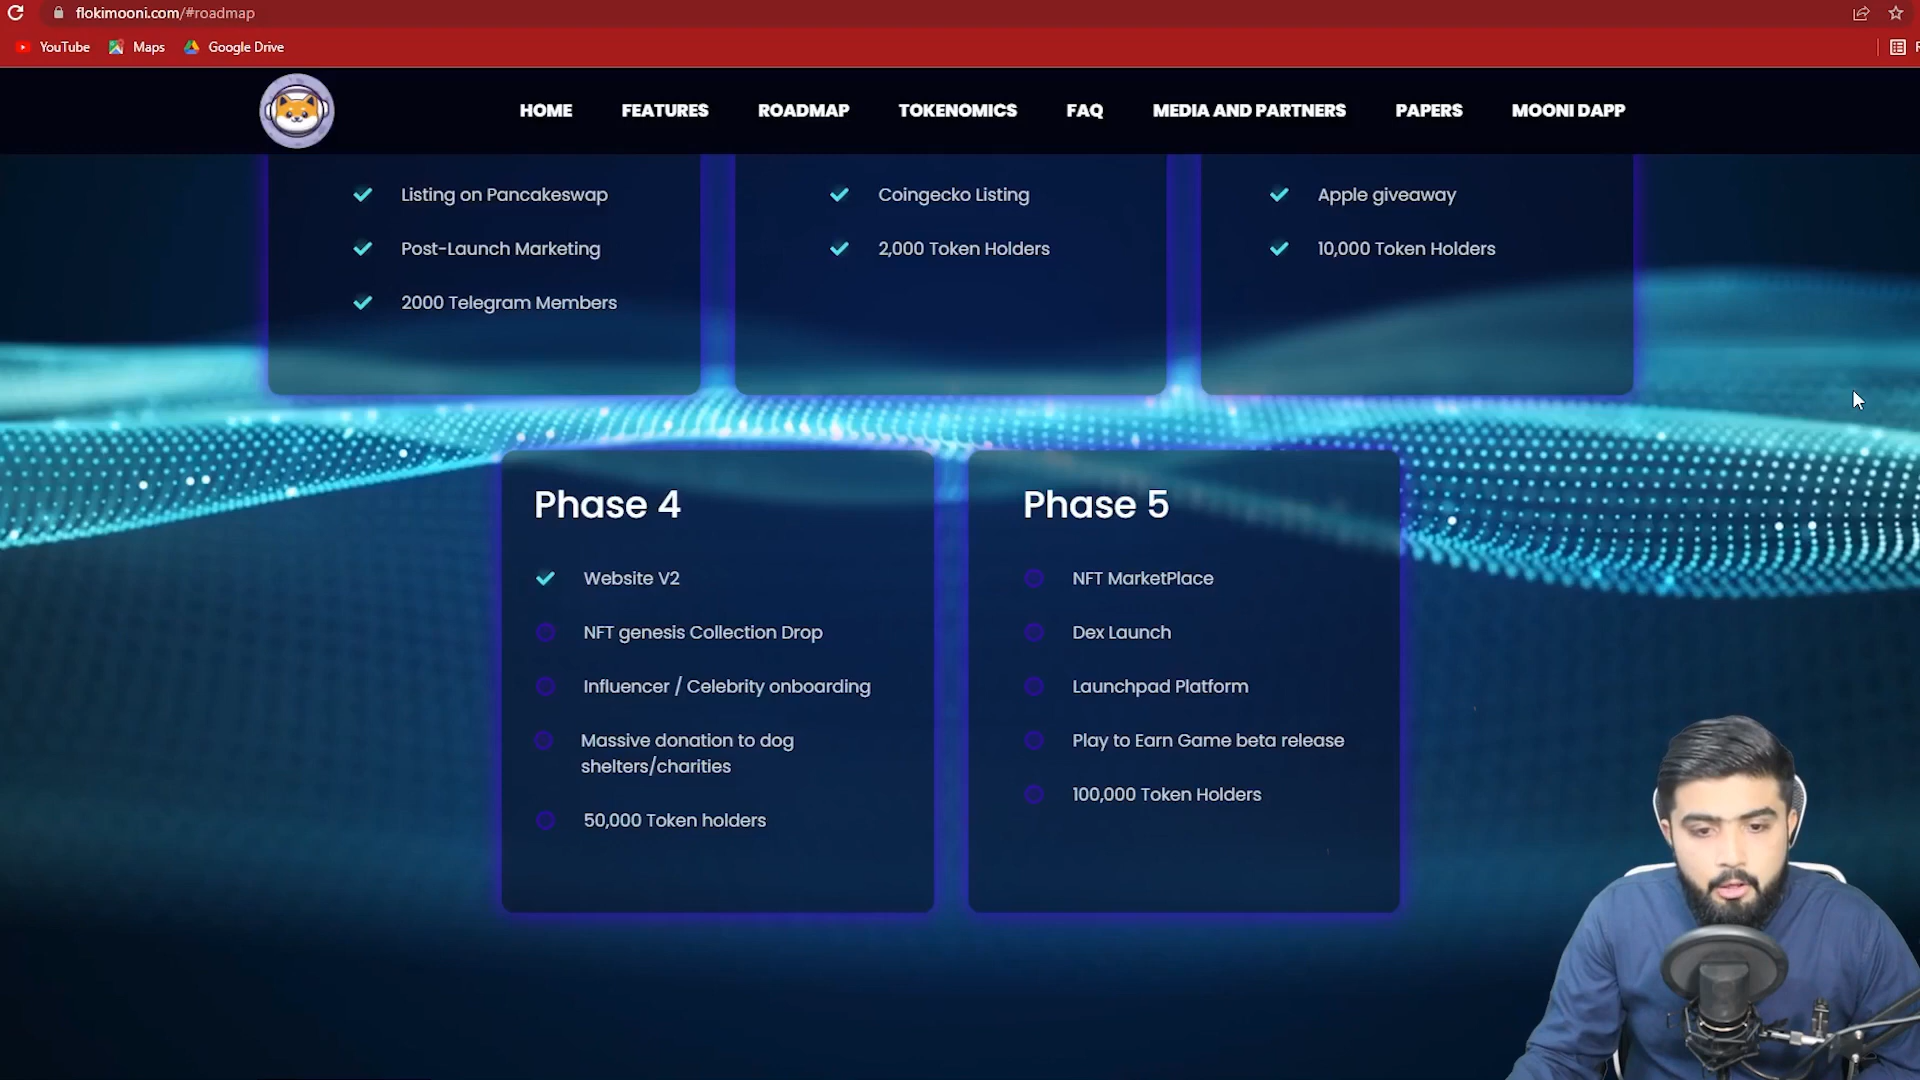 flokimooni.com/#roadmap
YouTube
Maps
Google Drive
HOME
FEATURES
ROADMAP
TOKENOMICS
FAQ
MEDIA AND PARTNERS
PAPERS
MOONI DAPP
Listing on Pancakeswap
Post-Launch Marketing
2000 Telegram Members
Coingecko Listing
2,000 Token Holders
Apple giveaway
10,000 Token Holders
Phase 4
Website V2
NFT genesis Collection Drop
Influencer / Celebrity onboarding
Massive donation to dog
shelters/charities
50,000 Token holders
Phase 5
NFT MarketPlace
Dex Launch
Launchpad Platform
Play to Earn Game beta release
100,000 Token Holders